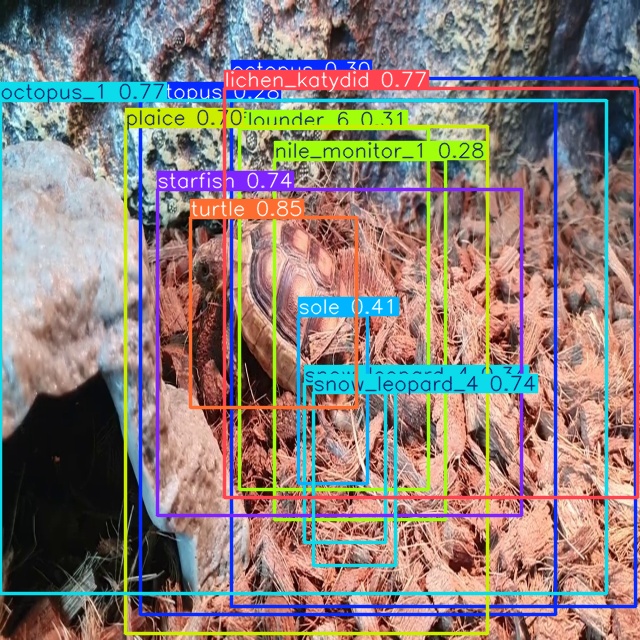 octopus 0.30
lichen_katydid 0.77
octopus_1 0.77
topus 0.28
plaice 0.70
flounder_6 0.31
nile_monitor_1 0.28
starfish 0.74
turtle 0.85
sole 0.41
snow_leopard_4
snow_leopard_4 0.74